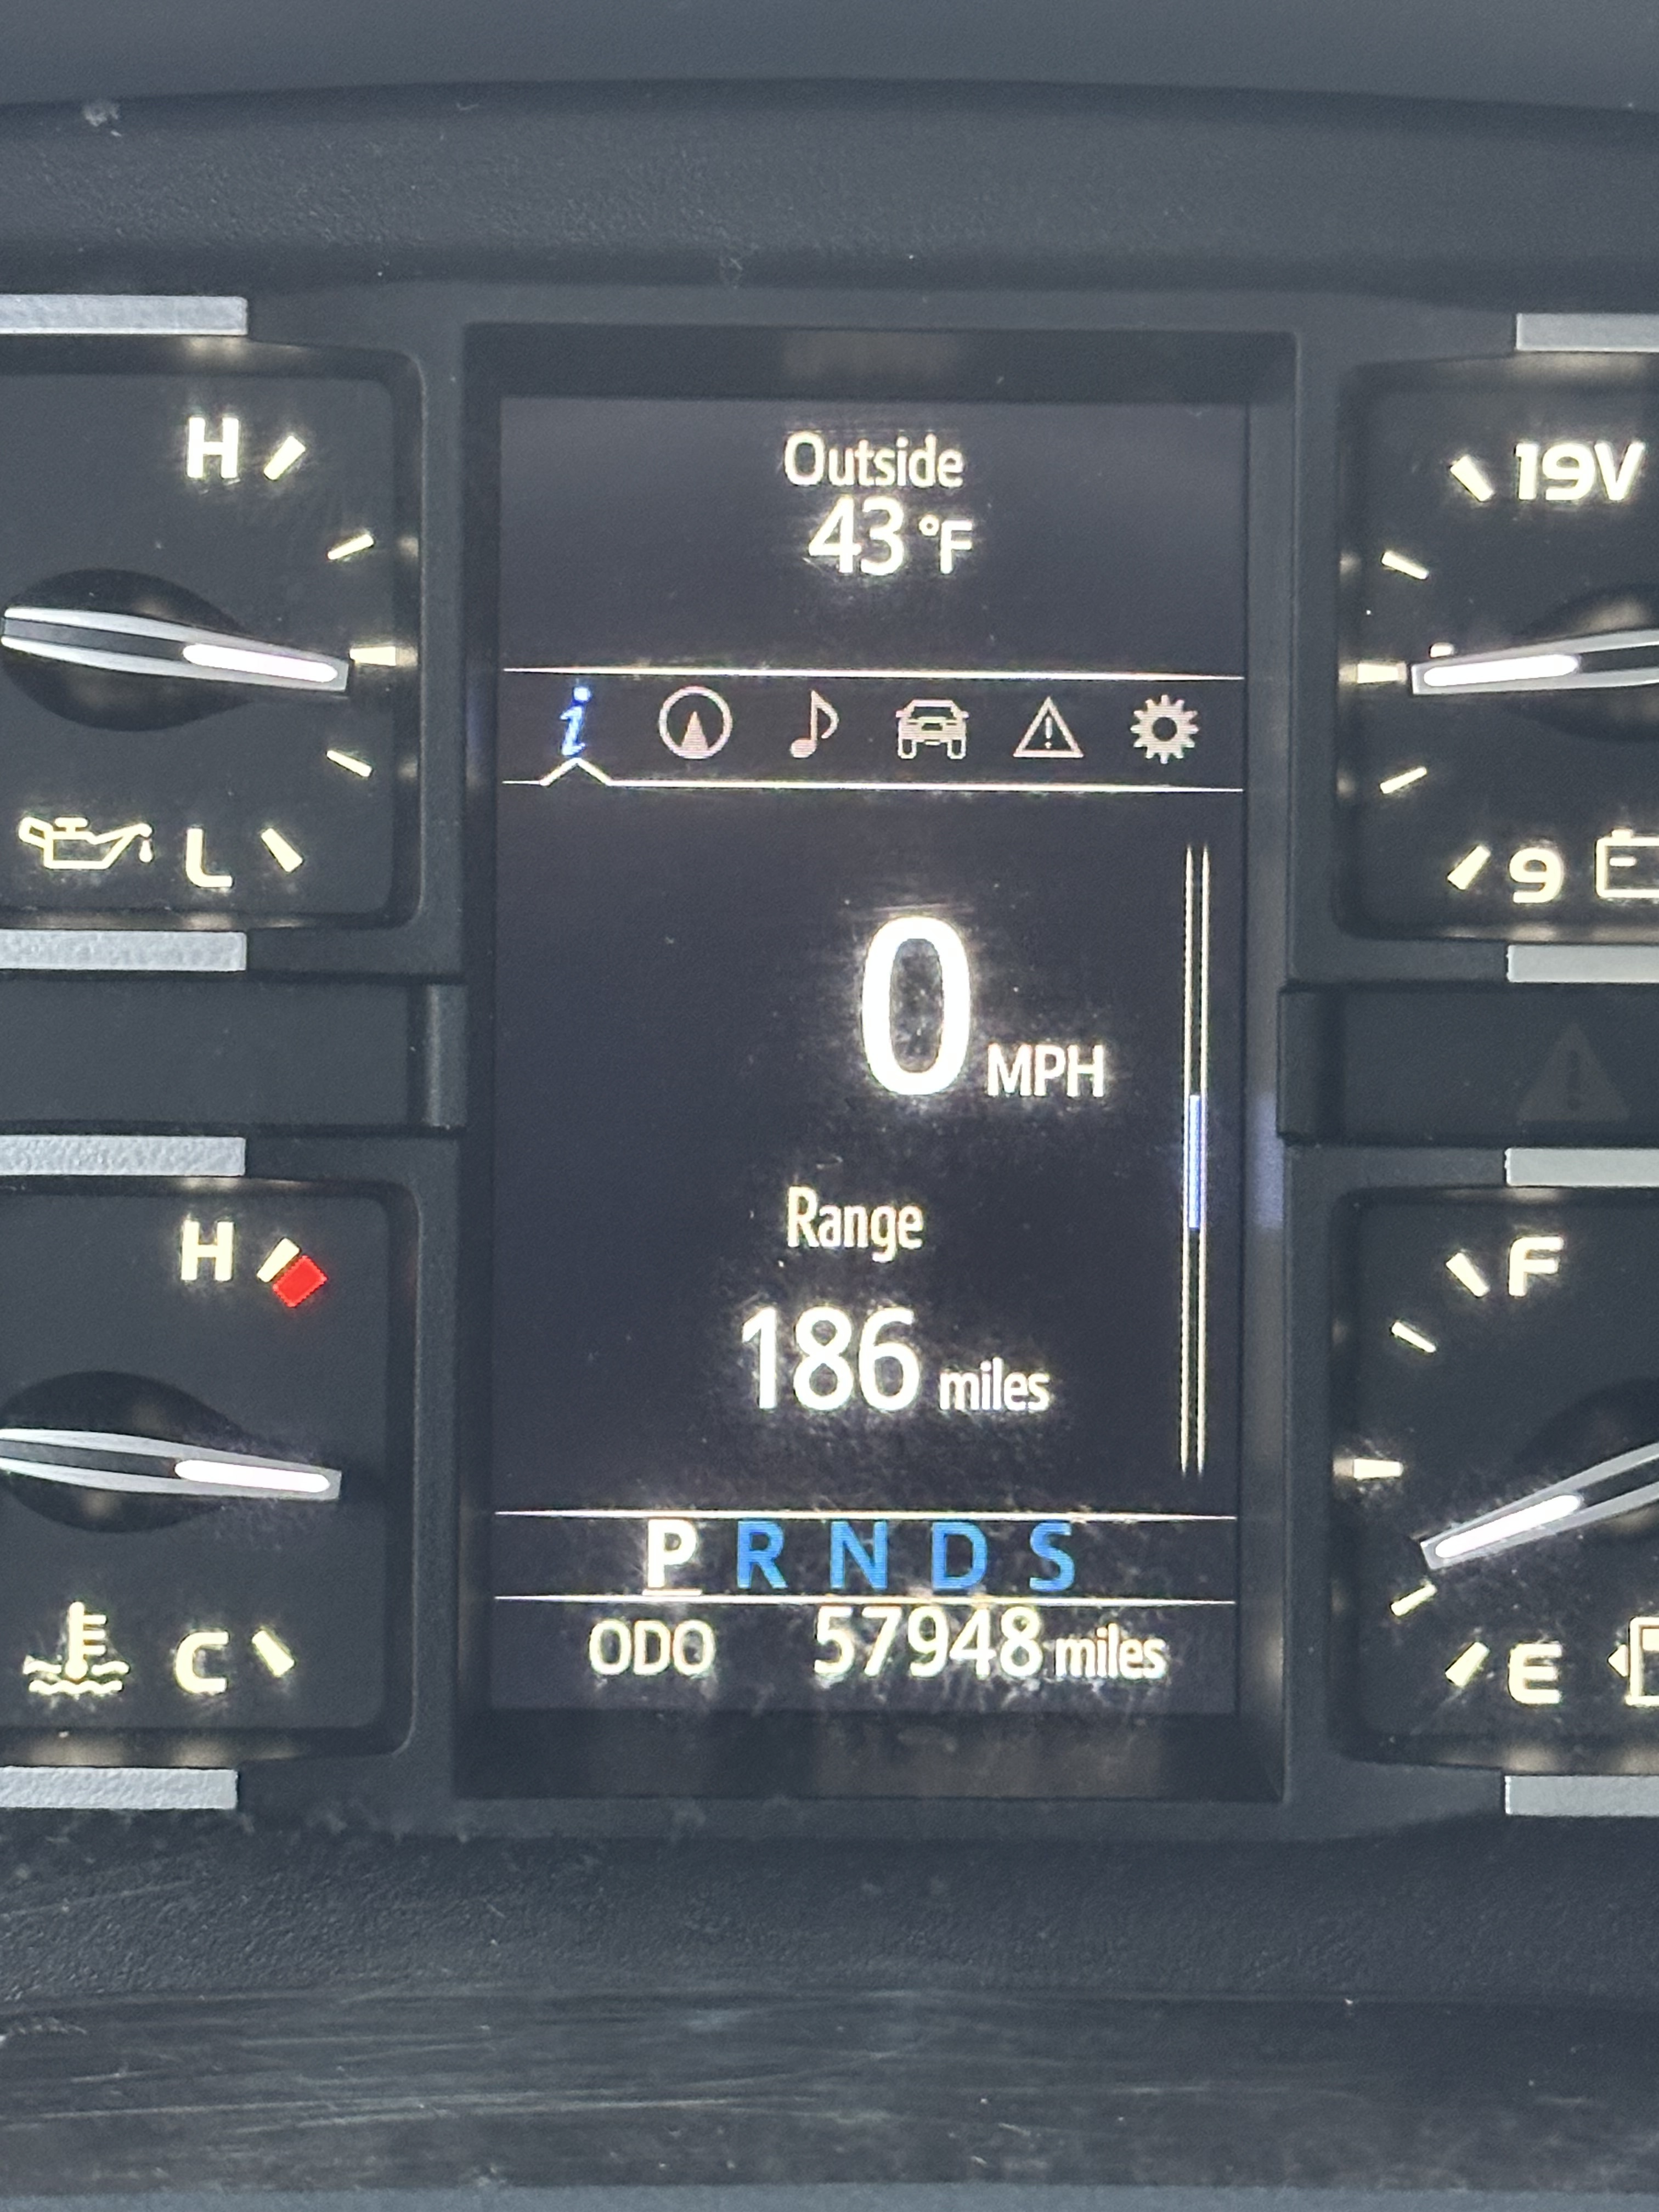 Outside
43 °F
H
19V
L
9
0 MPH
Range
186 miles
H
F
P R N D S
C
E
ODO 57948 miles